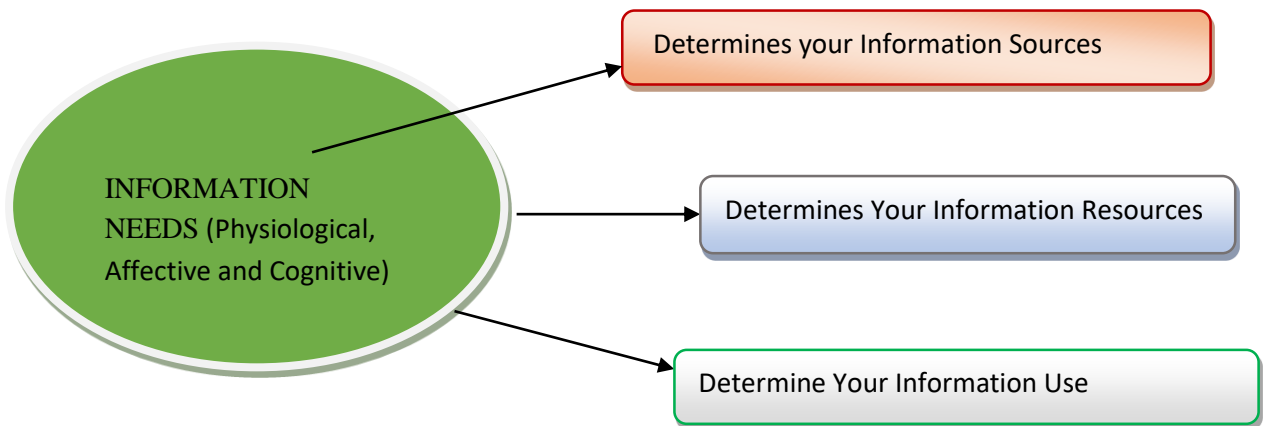 Determines your Information Sources
INFORMATION
NEEDS (Physiological,
Affective and Cognitive)
Determines Your Information Resources
Determine Your Information Use